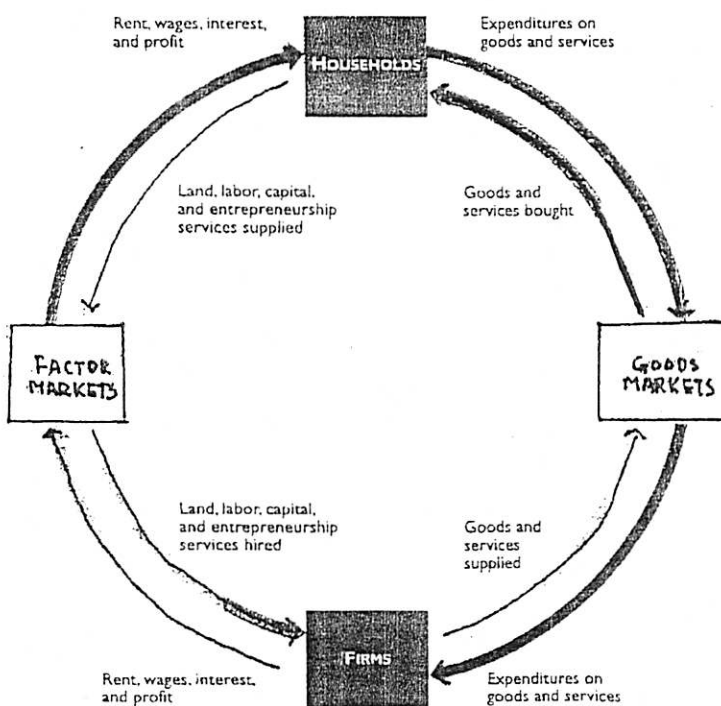 Rent, wages, interest,
and profit
HOUSEHOLDS
Expenditures on
goods and services
Land, labor, capital,
and entrepreneurship
services supplied
Goods and
services bought
FACTOR
MARKETS
GOODS
MARKETS
Land, labor, capital,
and entrepreneurship
services hired
Goods and
services
supplied
FIRMS
Rent, wages, interest,
and profit
Expenditures on
goods and services